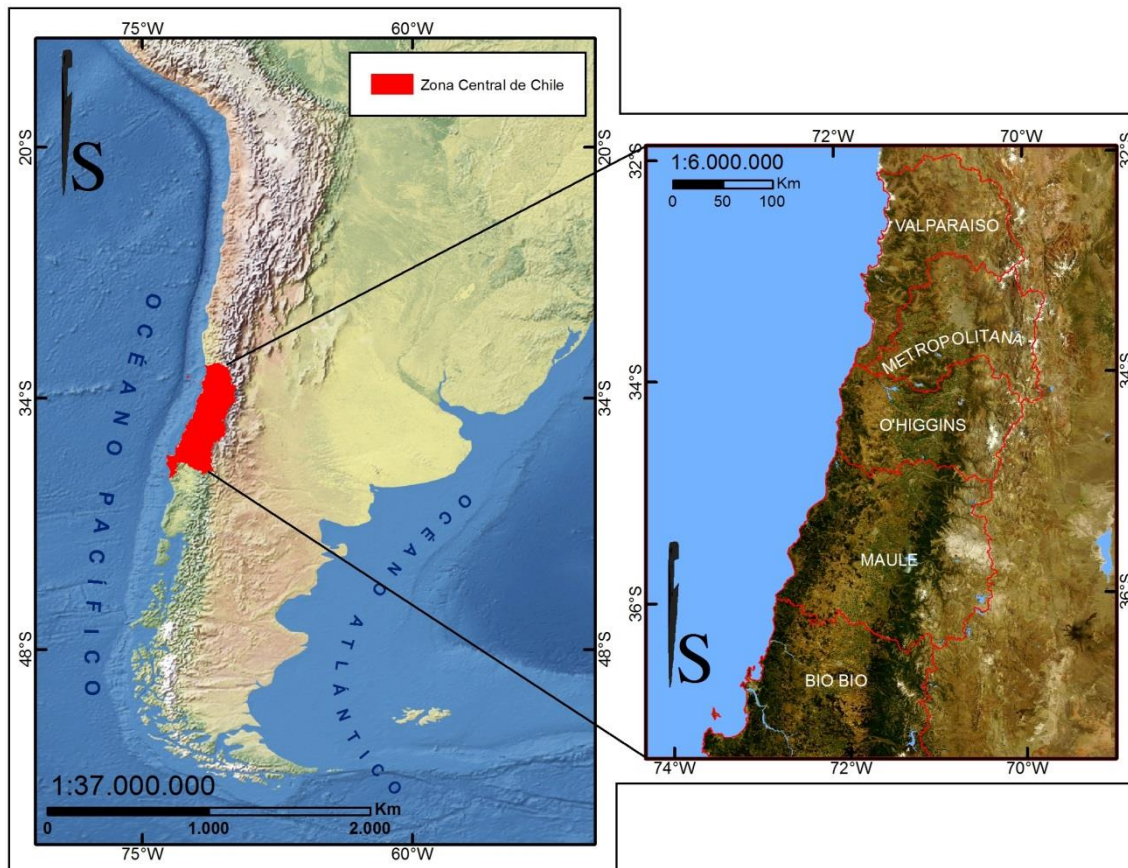 75°W
60°W
Zona Central de Chile
S
20°S
20°S
34°S
34°S
48°S
48°S
OCÉANO PACÍFICO
OCÉANO ATLÁNTICO
1:37.000.000
Km
0
1.000
2.000
75°W
60°W
72°W
70°W
32°S
32°S
1:6.000.000
Km
0
50
100
VALPARAISO
METROPOLITANA
34°S
34°S
O'HIGGINS
MAULE
36°S
36°S
S
BIO BIO
74°W
72°W
70°W